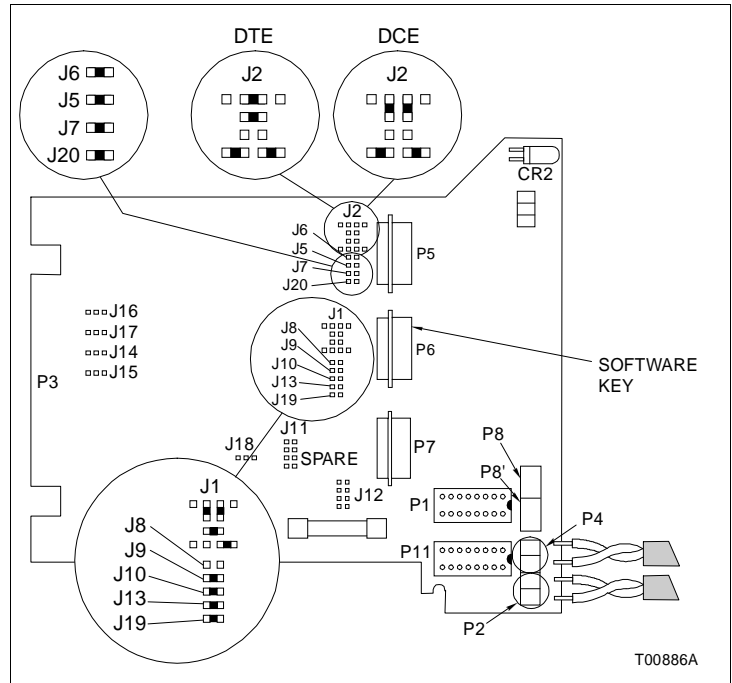 DTE
DCE
J6
J5
J7
J20
J2
J2
CR2
J2
J6
J5
J7
J20
P5
J16
J17
J14
J15
P3
J1
J8
J9
J10
J13
J19
P6
SOFTWARE
KEY
J11
J18
SPARE
P7
J12
P8
P8'
P1
P4
P11
P2
J1
J8
J9
J10
J13
J19
T00886A